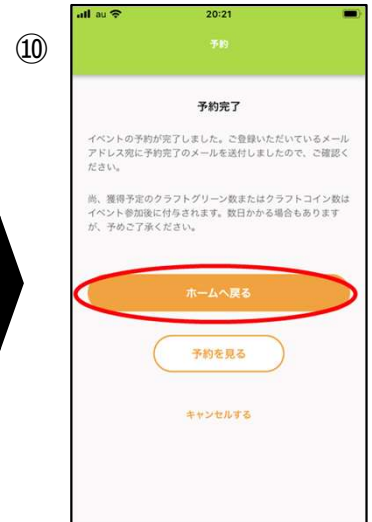 ⑩
au 20:21
予約
予約完了
イベントの予約が完了しました。ご登録いただいているメール
アドレス宛に予約完了のメールを送付しましたので、ご確認く
ださい。
尚、獲得予定のクラフトグリーン数またはクラフトコイン数は
イベント参加後に付与されます。数日かかる場合もあります
が、予めご了承ください。
ホームへ戻る
予約を見る
キャンセルする